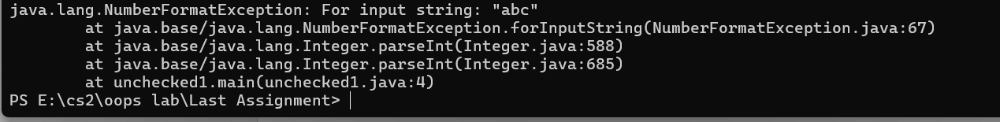 java.lang.NumberFormatException: For input string: "abc"
        at java.base/java.lang.NumberFormatException.forInputString(NumberFormatException.java:67)
        at java.base/java.lang.Integer.parseInt(Integer.java:588)
        at java.base/java.lang.Integer.parseInt(Integer.java:685)
        at unchecked1.main(unchecked1.java:4)
PS E:\cs2\oops lab\Last Assignment>